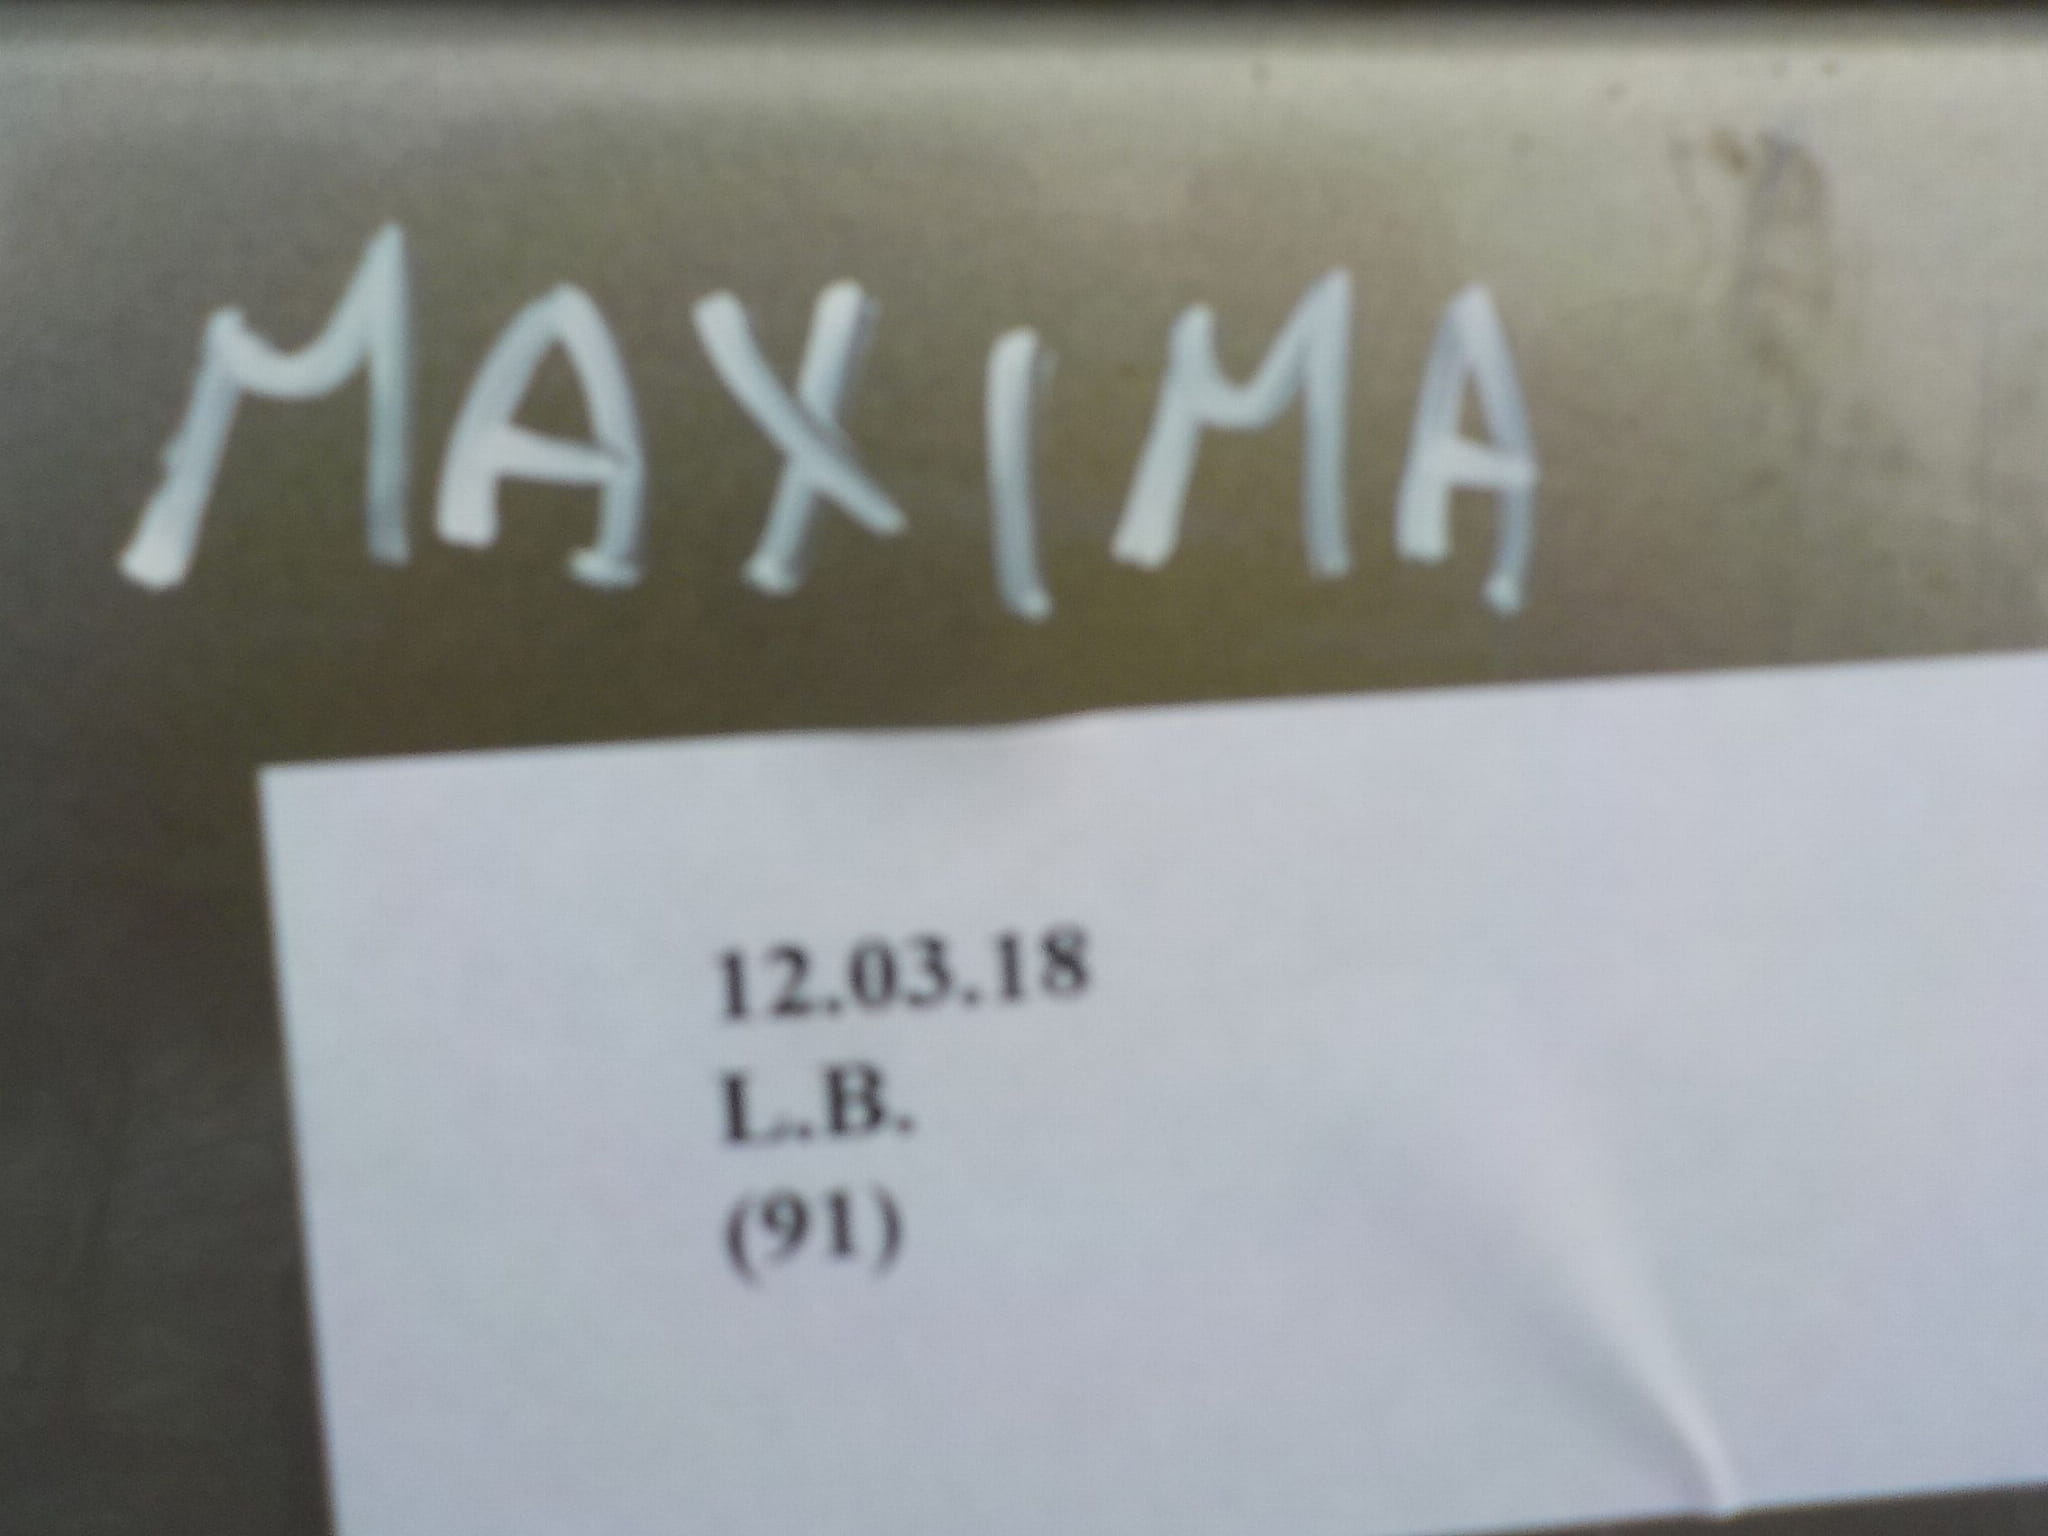 MAXIMA
12.03.18
L.B.
(91)